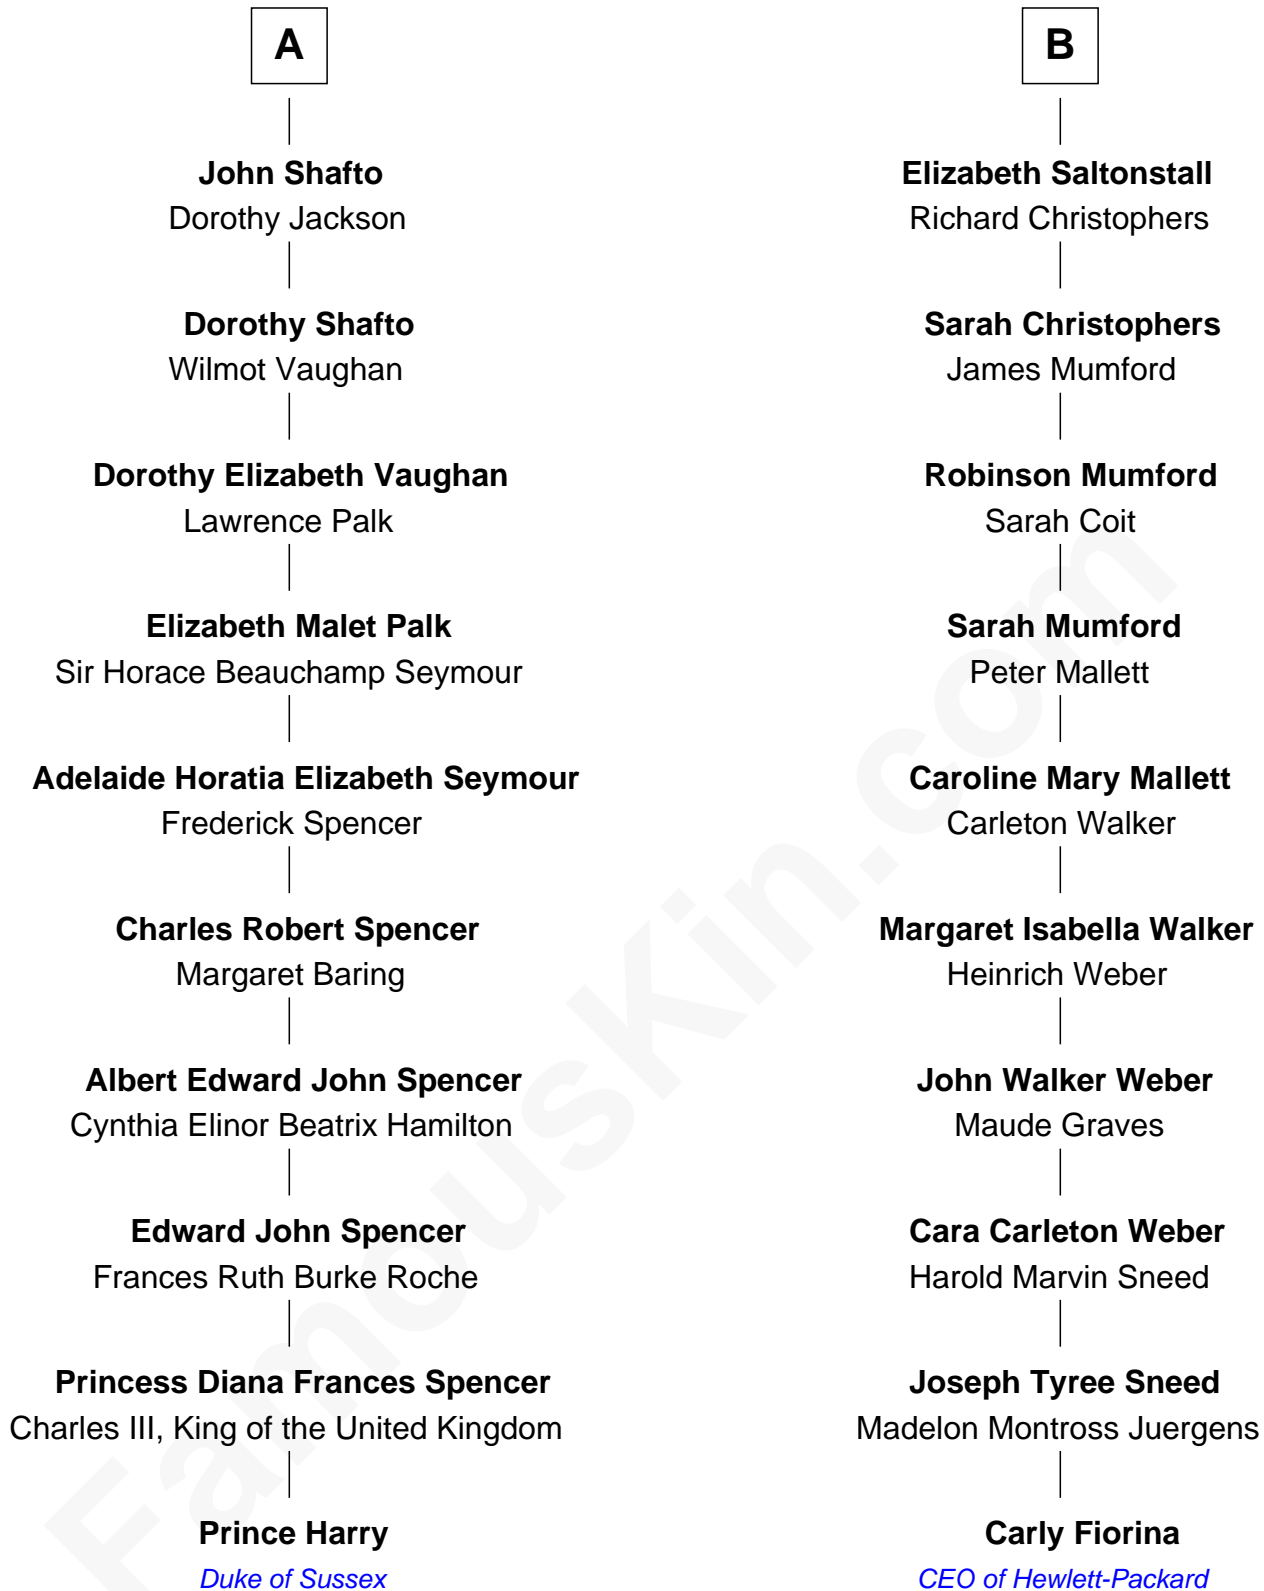 A
John Shafto
Dorothy Jackson
Dorothy Shafto
Wilmot Vaughan
Dorothy Elizabeth Vaughan
Lawrence Palk
Elizabeth Malet Palk
Sir Horace Beauchamp Seymour
Adelaide Horatia Elizabeth Seymour
Frederick Spencer
Charles Robert Spencer
Margaret Baring
Albert Edward John Spencer
Cynthia Elinor Beatrix Hamilton
Edward John Spencer
Frances Ruth Burke Roche
Princess Diana Frances Spencer
Charles III, King of the United Kingdom
Prince Harry
Duke of Sussex
B
Elizabeth Saltonstall
Richard Christophers
Sarah Christophers
James Mumford
Robinson Mumford
Sarah Coit
Sarah Mumford
Peter Mallett
Caroline Mary Mallett
Carleton Walker
Margaret Isabella Walker
Heinrich Weber
John Walker Weber
Maude Graves
Cara Carleton Weber
Harold Marvin Sneed
Joseph Tyree Sneed
Madelon Montross Juergens
Carly Fiorina
CEO of Hewlett-Packard
FamousKin.com